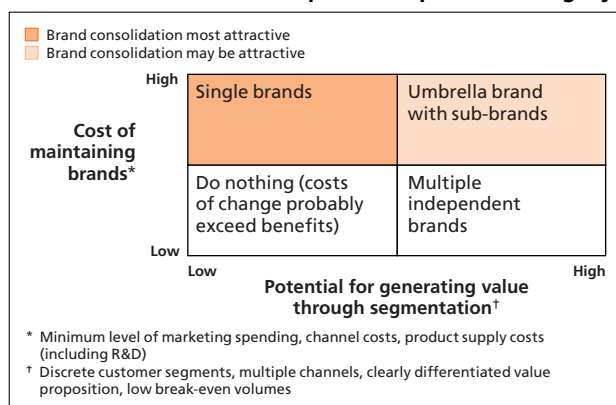 Brand consolidation most attractive
Brand consolidation may be attractive
High
Single brands
Umbrella brand
with sub-brands
Cost of
maintaining
brands*
Do nothing (costs
of change probably
exceed benefits)
Multiple
independent
brands
Low
Low
High
Potential for generating value
through segmentation†
* Minimum level of marketing spending, channel costs, product supply costs
(including R&D)
† Discrete customer segments, multiple channels, clearly differentiated value
proposition, low break-even volumes